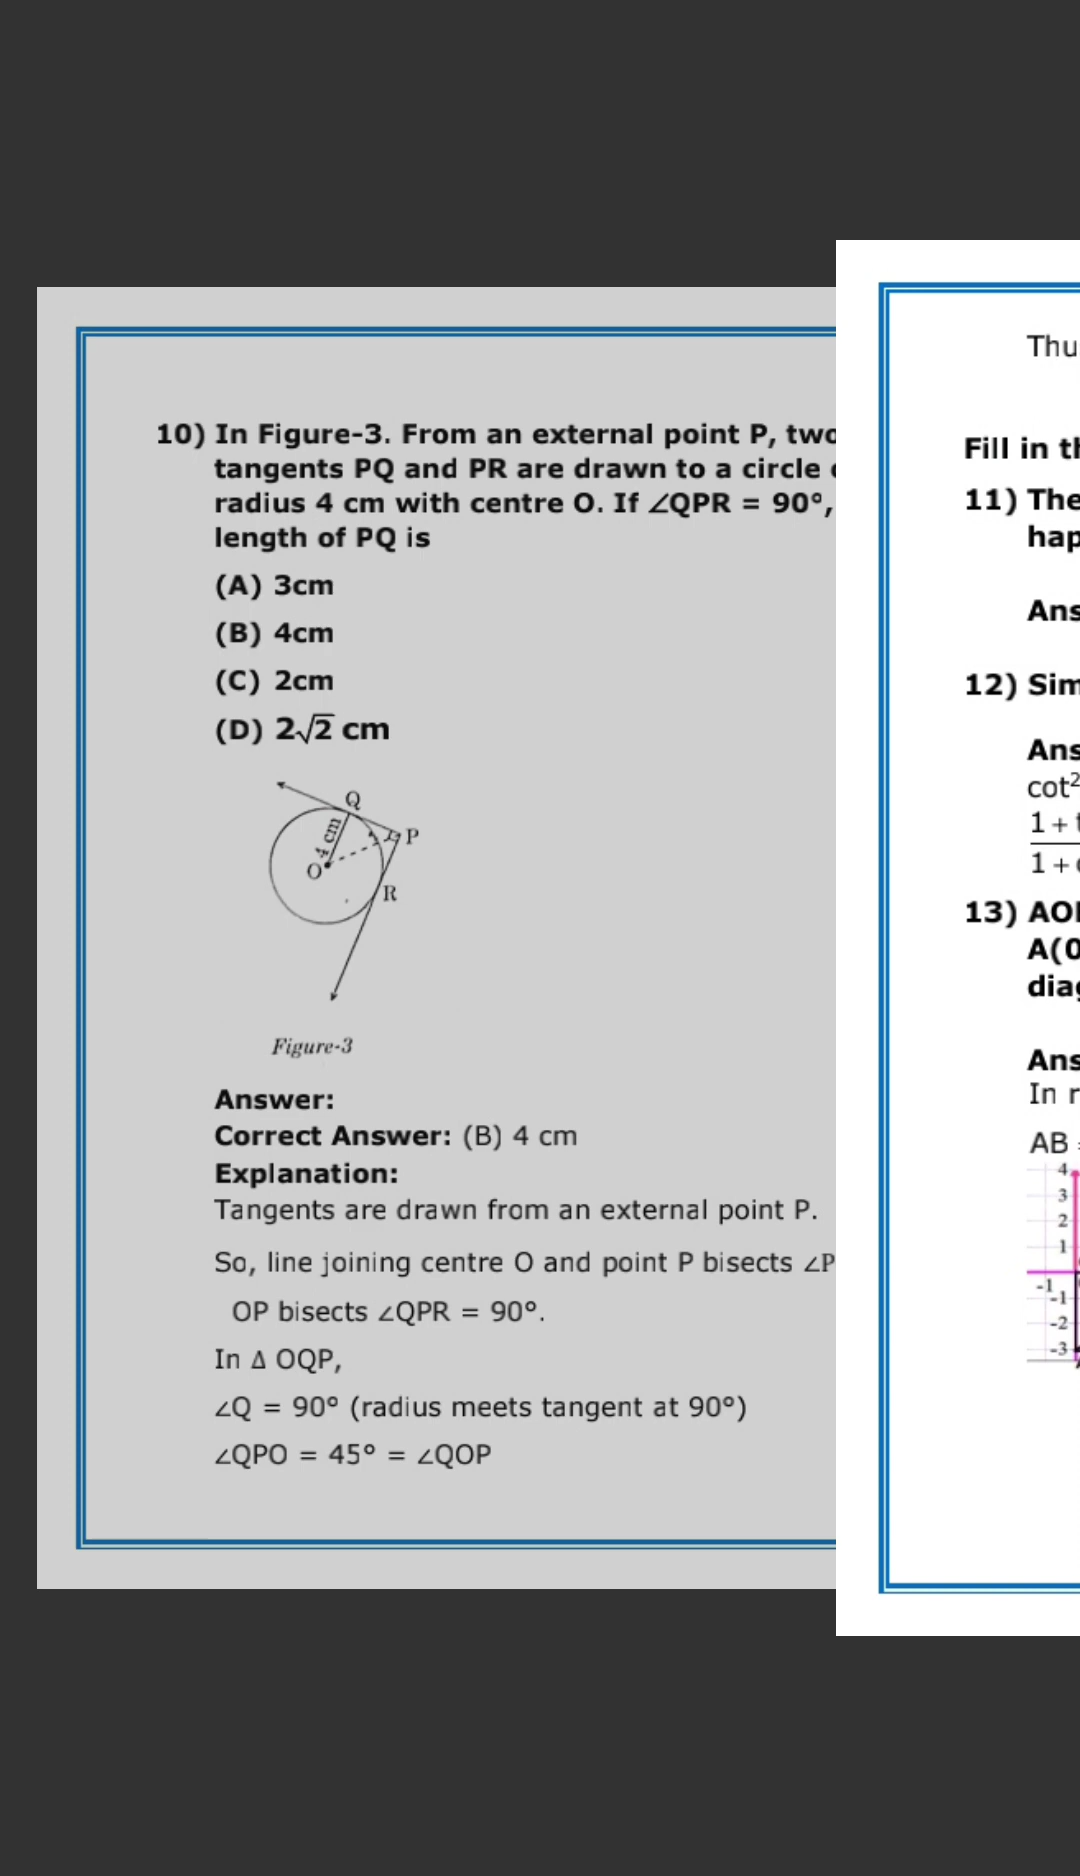 10) In Figure-3. From an external point P, two
tangents PQ and PR are drawn to a circle
radius 4 cm with centre O. If ∠QPR = 90°,
length of PQ is
(A) 3cm
(B) 4cm
(C) 2cm
(D) 2√2 cm
Q
4 cm
P
O
R
Figure-3
Answer:
Correct Answer: (B) 4 cm
Explanation:
Tangents are drawn from an external point P.
So, line joining centre O and point P bisects ∠P
OP bisects ∠QPR = 90°.
In Δ OQP,
∠Q = 90° (radius meets tangent at 90°)
∠QPO = 45° = ∠QOP
Thu
Fill in th
11) The
hap
Ans
12) Sim
Ans
cot²
1 + t
1 +
13) AO
A(0
diag
Ans
In r
AB =
4
3
2
1
-1
-1
-2
-3